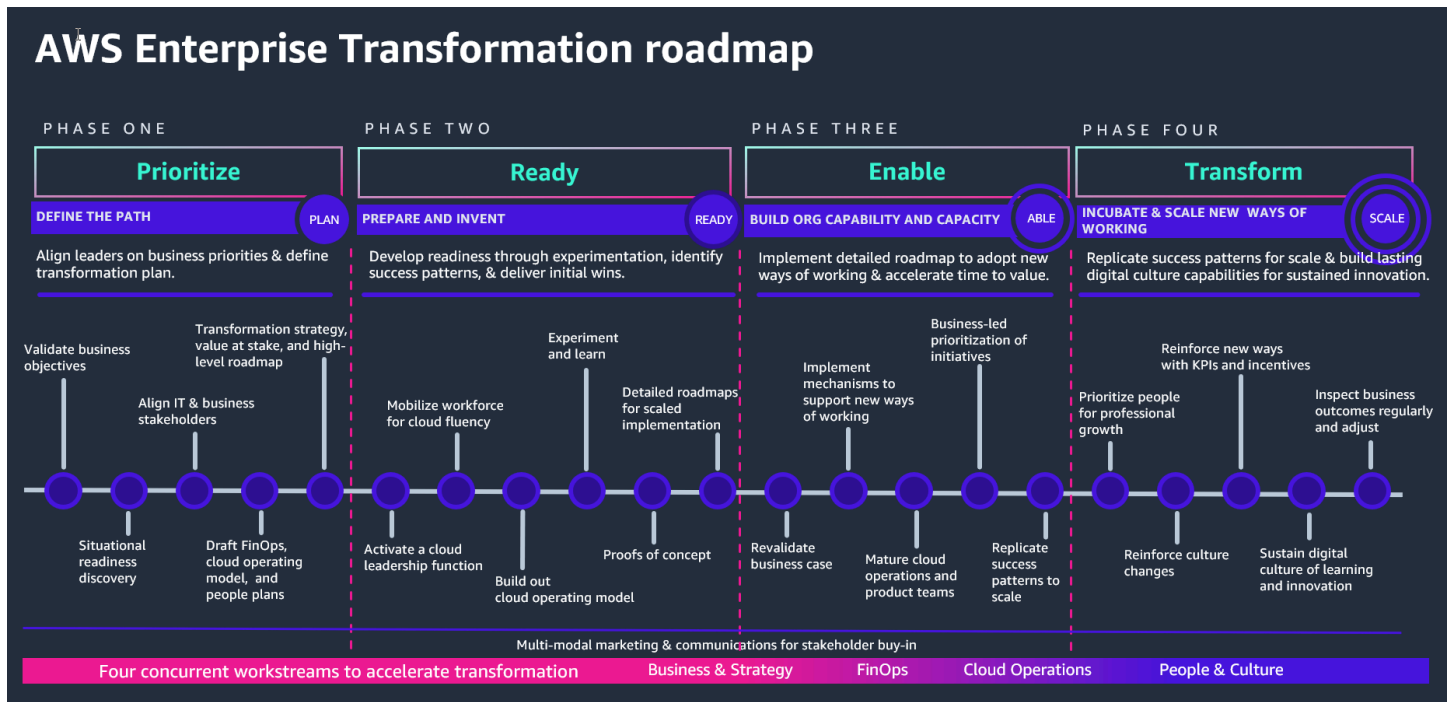 AWS Enterprise Transformation roadmap
PHASE ONE
Prioritize
DEFINE THE PATH
PLAN
Align leaders on business priorities & define
transformation plan.
PHASE TWO
Ready
PREPARE AND INVENT
READY
Develop readiness through experimentation, identify
success patterns, & deliver initial wins.
PHASE THREE
Enable
BUILD ORG CAPABILITY AND CAPACITY
ABLE
Implement detailed roadmap to adopt new
ways of working & accelerate time to value.
PHASE FOUR
Transform
INCUBATE & SCALE NEW WAYS OF
WORKING
SCALE
Replicate success patterns for scale & build lasting
digital culture capabilities for sustained innovation.
Validate business
objectives
Situational
readiness
discovery
Align IT & business
stakeholders
Draft FinOps,
cloud operating
model, and
people plans
Transformation strategy,
value at stake, and high-
level roadmap
Activate a cloud
leadership function
Mobilize workforce
for cloud fluency
Build out
cloud operating model
Experiment
and learn
Proofs of concept
Detailed roadmaps
for scaled
implementation
Revalidate
business case
Implement
mechanisms to
support new ways
of working
Mature cloud
operations and
product teams
Business-led
prioritization of
initiatives
Replicate
success
patterns to
scale
Prioritize people
for professional
growth
Reinforce culture
changes
Reinforce new ways
with KPIs and incentives
Sustain digital
culture of learning
and innovation
Inspect business
outcomes regularly
and adjust
Multi-modal marketing & communications for stakeholder buy-in
Four concurrent workstreams to accelerate transformation
Business & Strategy
FinOps
Cloud Operations
People & Culture